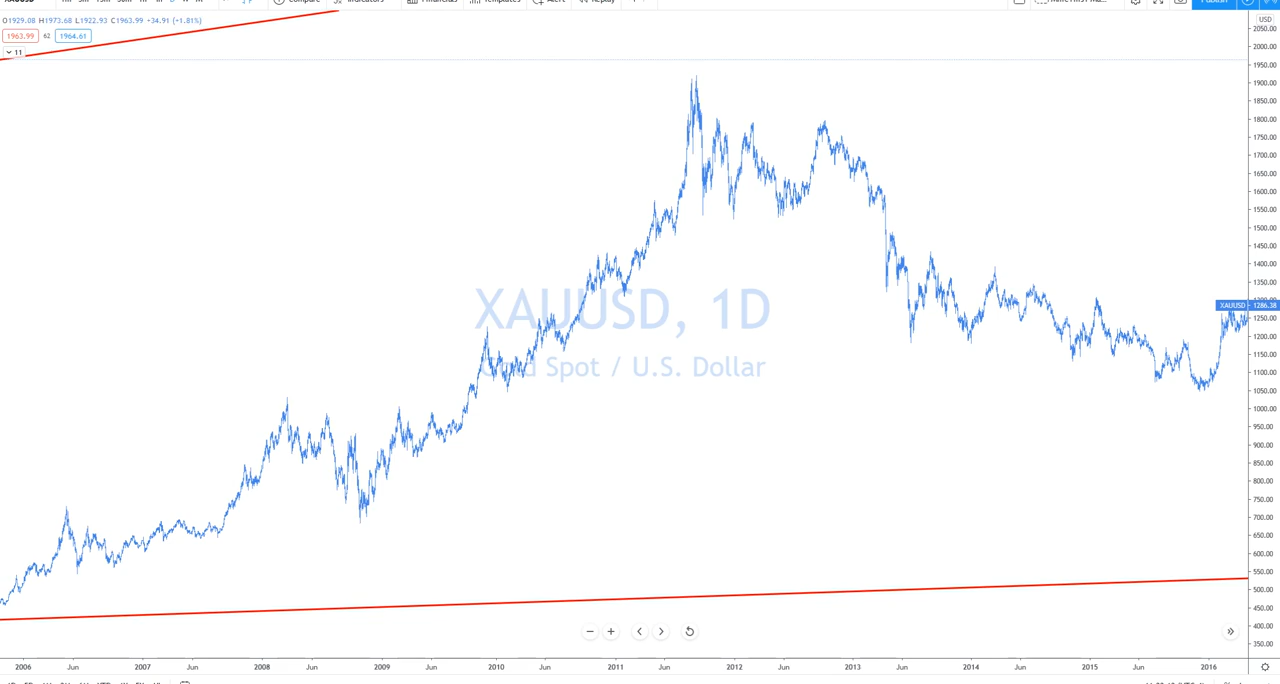 XAUUSD
Compare
Indicators
Financials
Templates
Alert
Replay
Publish
O1929.08 H1973.68 L1922.93 C1963.99 +34.91 (+1.81%)
1963.99 62 1964.61
11
USD
2050.00
2000.00
1950.00
1900.00
1850.00
1800.00
1750.00
1700.00
1650.00
1600.00
1550.00
1500.00
1450.00
1400.00
1350.00
XAUUSD 1286.38
1250.00
1200.00
1150.00
1100.00
1050.00
1000.00
950.00
900.00
850.00
800.00
750.00
700.00
650.00
600.00
550.00
500.00
450.00
400.00
350.00
XAUUSD, 1D
Gold Spot / U.S. Dollar
2006 Jun 2007 Jun 2008 Jun 2009 Jun 2010 Jun 2011 Jun 2012 Jun 2013 Jun 2014 Jun 2015 Jun 2016